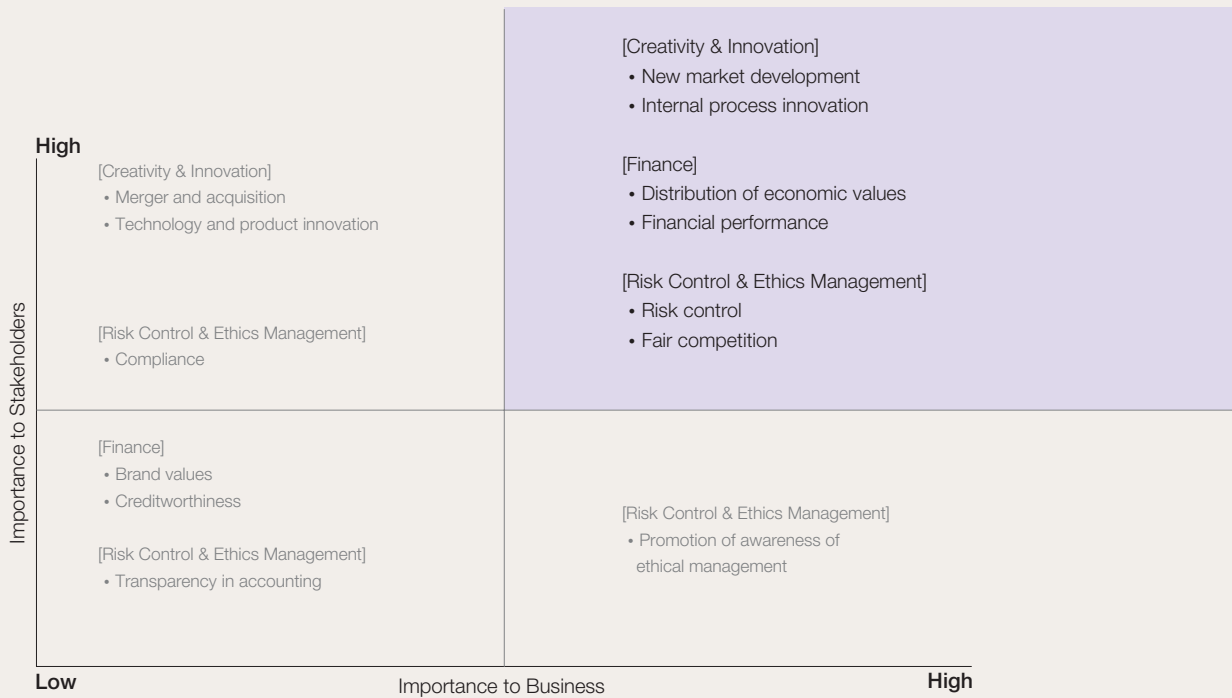 [Creativity & Innovation]
• New market development
• Internal process innovation
[Finance]
• Distribution of economic values
• Financial performance
[Risk Control & Ethics Management]
• Risk control
• Fair competition
High
[Creativity & Innovation]
• Merger and acquisition
• Technology and product innovation
[Risk Control & Ethics Management]
• Compliance
Importance to Stakeholders
[Finance]
• Brand values
• Creditworthiness
[Risk Control & Ethics Management]
• Transparency in accounting
[Risk Control & Ethics Management]
• Promotion of awareness of
ethical management
Low
Importance to Business
High